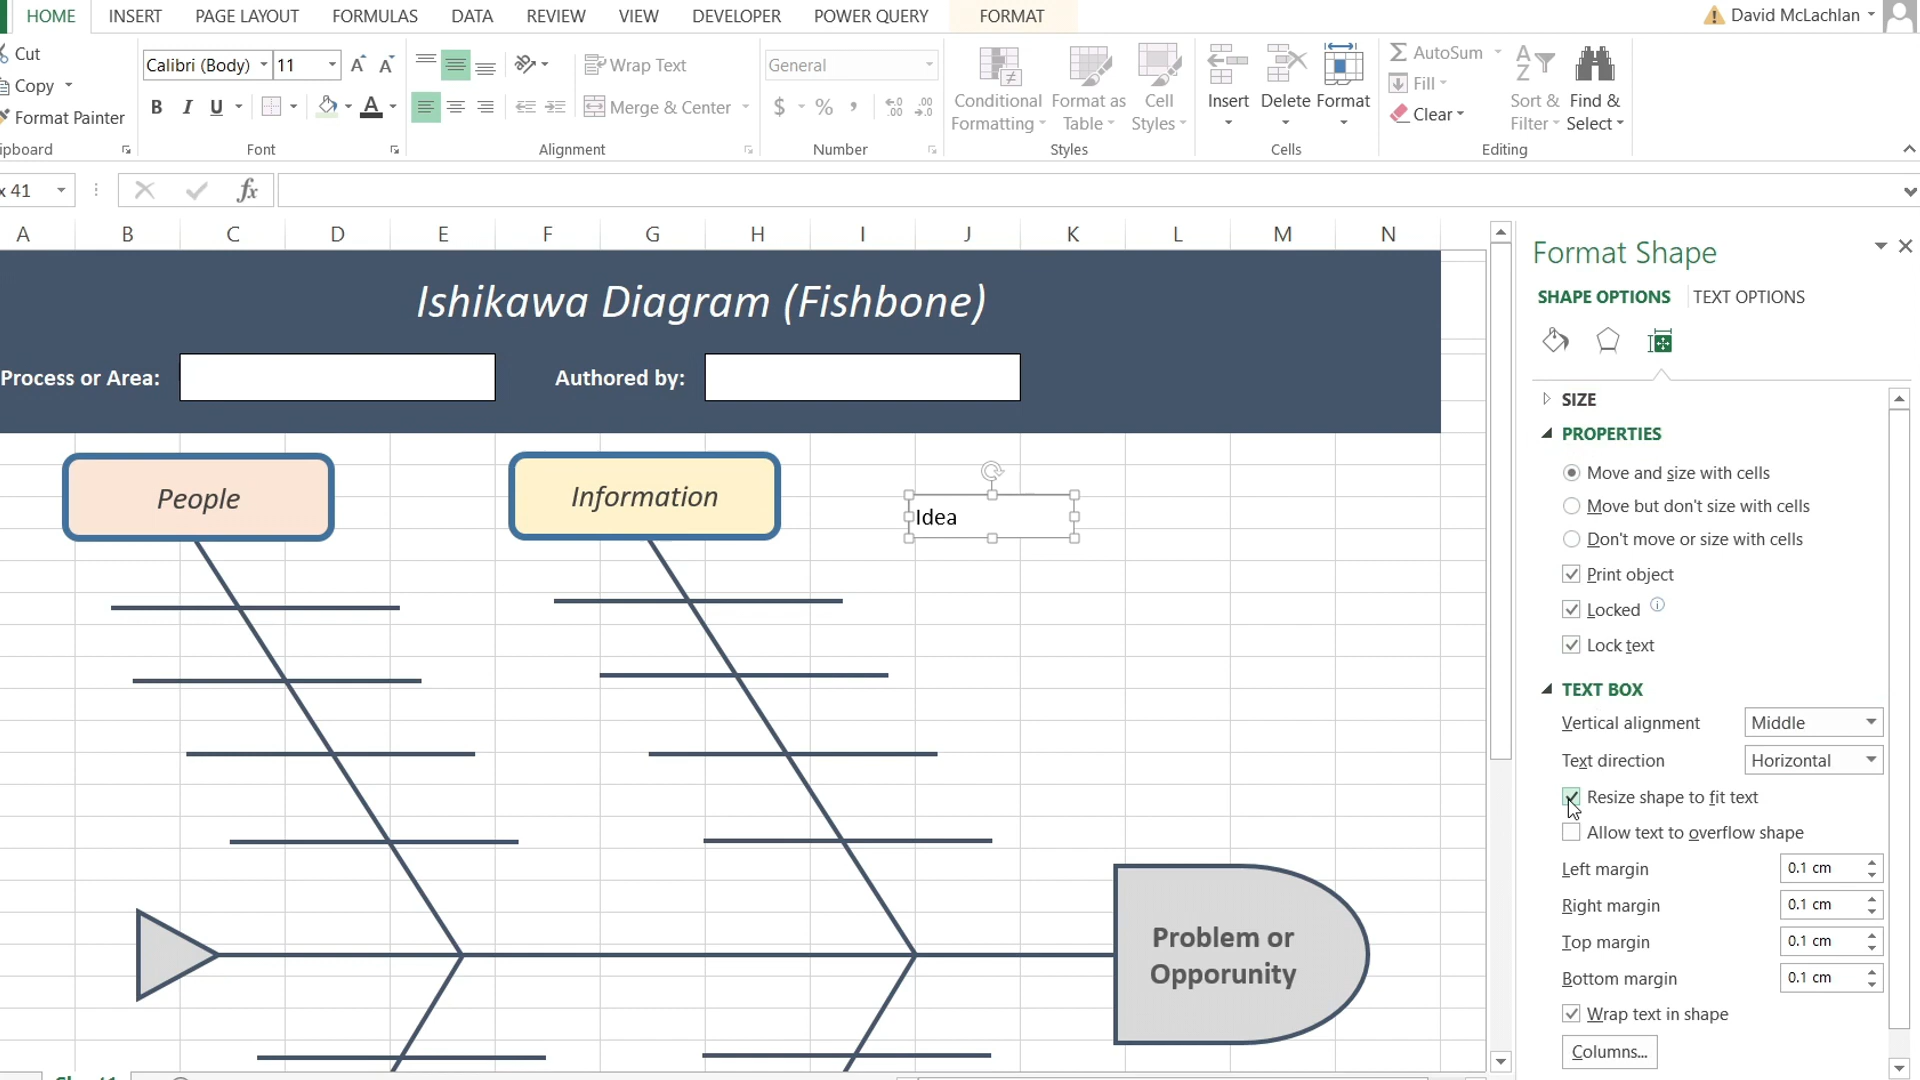 HOME INSERT PAGE LAYOUT FORMULAS DATA REVIEW VIEW DEVELOPER POWER QUERY FORMAT David McLachlan
Cut
Copy
Format Painter
Calibri (Body) 11
B I U A
Wrap Text
Merge & Center
General
$ % ,
Conditional Formatting
Format as Table
Cell Styles
Insert Delete Format
AutoSum
Fill
Clear
Sort & Filter
Find & Select
Font Alignment Number Styles Cells Editing
41
fx
A B C D E F G H I J K L M N
Ishikawa Diagram (Fishbone)
Process or Area: Authored by:
People
Information
Idea
Problem or
Opporunity
Format Shape
SHAPE OPTIONS TEXT OPTIONS
SIZE
PROPERTIES
Move and size with cells
Move but don't size with cells
Don't move or size with cells
Print object
Locked
Lock text
TEXT BOX
Vertical alignment Middle
Text direction Horizontal
Resize shape to fit text
Allow text to overflow shape
Left margin 0.1 cm
Right margin 0.1 cm
Top margin 0.1 cm
Bottom margin 0.1 cm
Wrap text in shape
Columns...